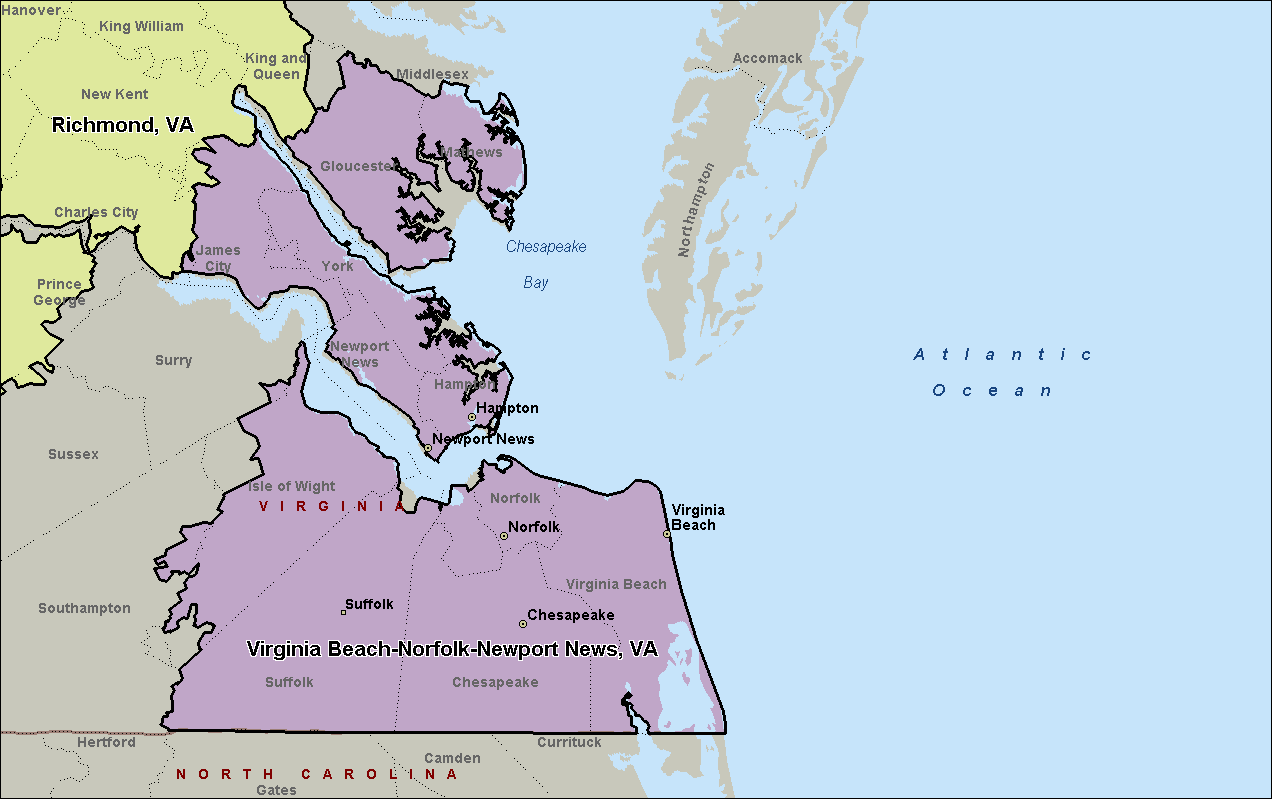 Hanover
King William
King and
Queen
Middlesex
Accomack
New Kent
Richmond, VA
Mathews
Gloucester
Northampton
Charles City
James
City
York
Chesapeake
Bay
Prince
George
Surry
Newport
News
Hampton
Hampton
Newport News
Atlantic
Ocean
Sussex
Isle of Wight
VIRGINIA
Norfolk
Norfolk
Virginia
Beach
Virginia Beach
Southampton
Suffolk
Chesapeake
Virginia Beach-Norfolk-Newport News, VA
Suffolk
Chesapeake
Hertford
Currituck
Camden
NORTH CAROLINA
Gates